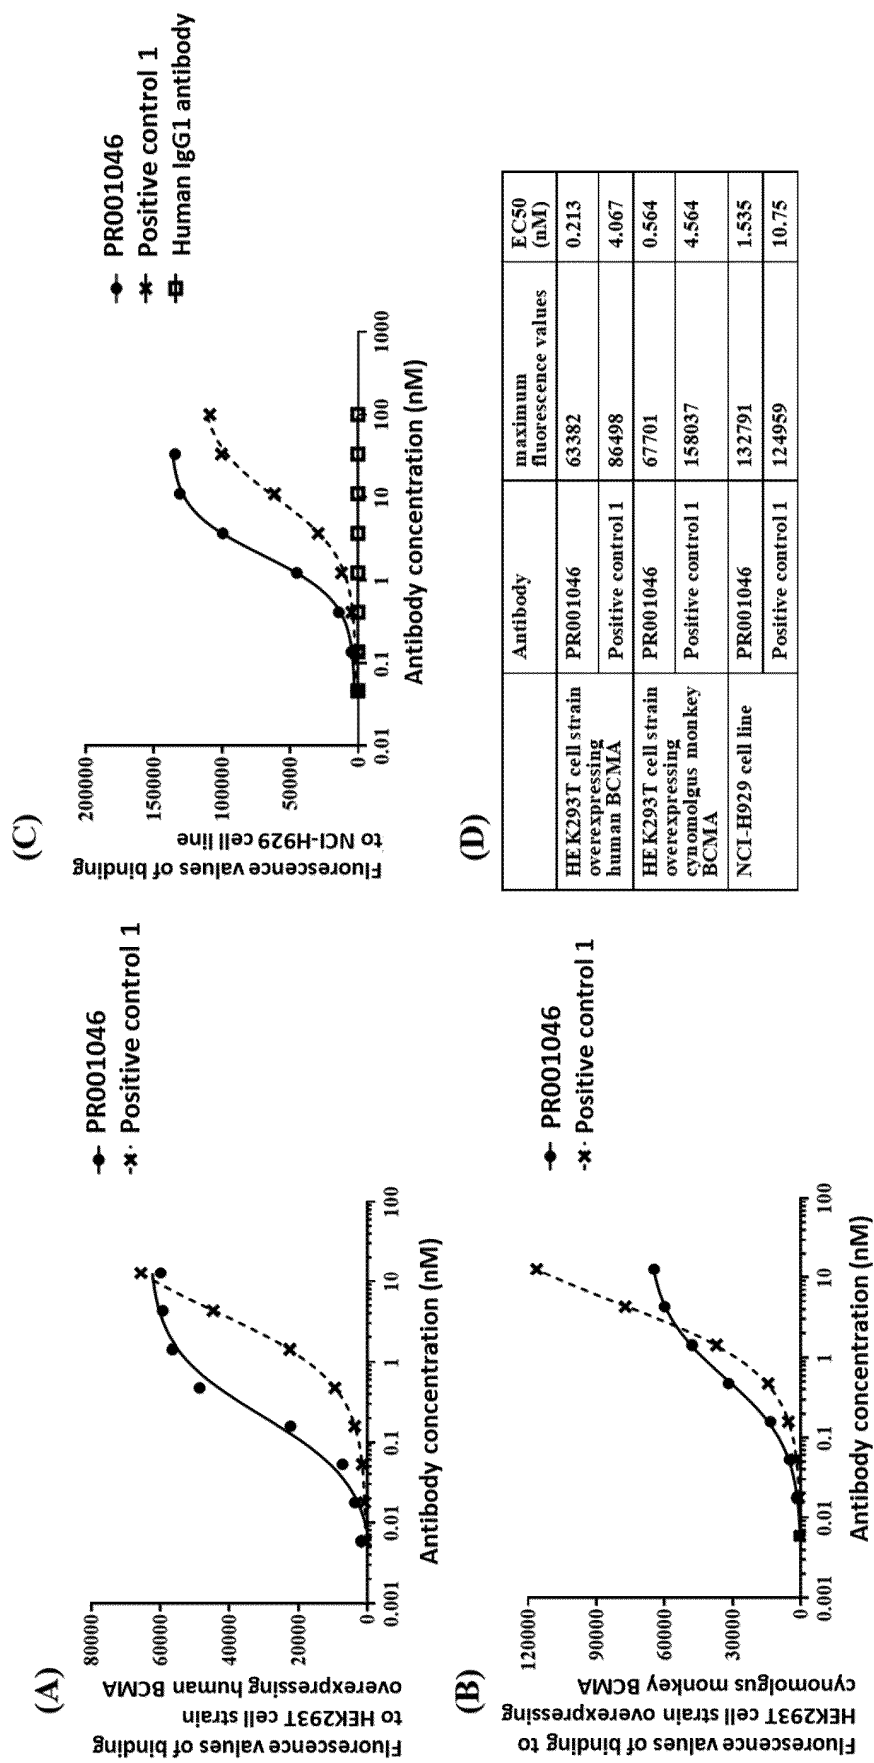 (A)
Fluorescence values of binding
to HEK293T cell strain
overexpressing human BCMA
80000
60000
40000
20000
0
0.001
0.01
0.1
1
10
100
Antibody concentration (nM)
PR001046
Positive control 1
(B)
Fluorescence values of binding to
HEK293T cell strain overexpressing
cynomolgus monkey BCMA
120000
90000
60000
30000
0
0.001
0.01
0.1
1
10
100
Antibody concentration (nM)
PR001046
Positive control 1
(C)
Fluorescence values of binding
to NCI-H929 cell line
200000
150000
100000
50000
0
0.01
0.1
1
10
100
1000
Antibody concentration (nM)
PR001046
Positive control 1
Human IgG1 antibody
(D)
Antibody
maximum
fluorescence values
EC50
(nM)
HEK293T cell strain
overexpressing
human BCMA
PR001046 63382 0.213
Positive control 1 86498 4.067
HEK293T cell strain
overexpressing
cynomolgus monkey
BCMA
PR001046 67701 0.564
Positive control 1 158037 4.564
NCI-H929 cell line PR001046 132791 1.535
Positive control 1 124959 10.75